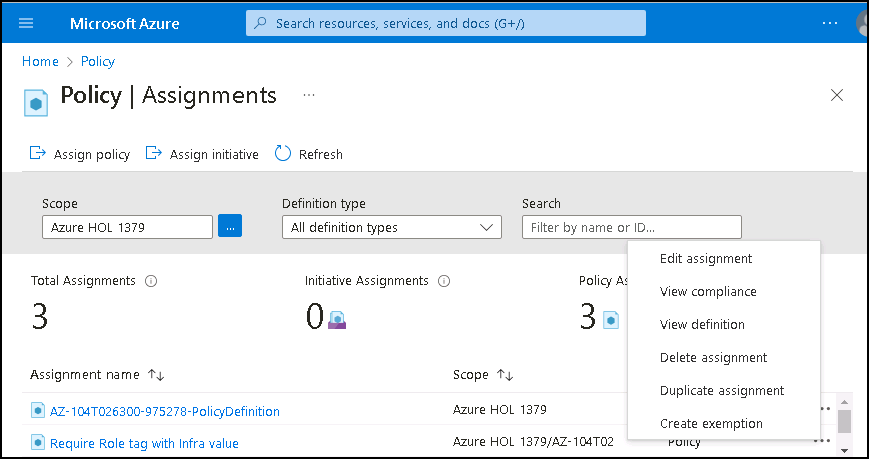 Microsoft Azure
Search resources, services, and docs (G+/)
Home > Policy
Policy | Assignments ...
Assign policy Assign initiative Refresh
Scope Definition type Search
Azure HOL 1379 ... All definition types Filter by name or ID...
Edit assignment
View compliance
View definition
Delete assignment
Duplicate assignment
Create exemption
Total Assignments Initiative Assignments Policy As
3 0 3
Assignment name Scope
AZ-104T026300-975278-PolicyDefinition Azure HOL 1379
Require Role tag with Infra value Azure HOL 1379/AZ-104T02 Policy